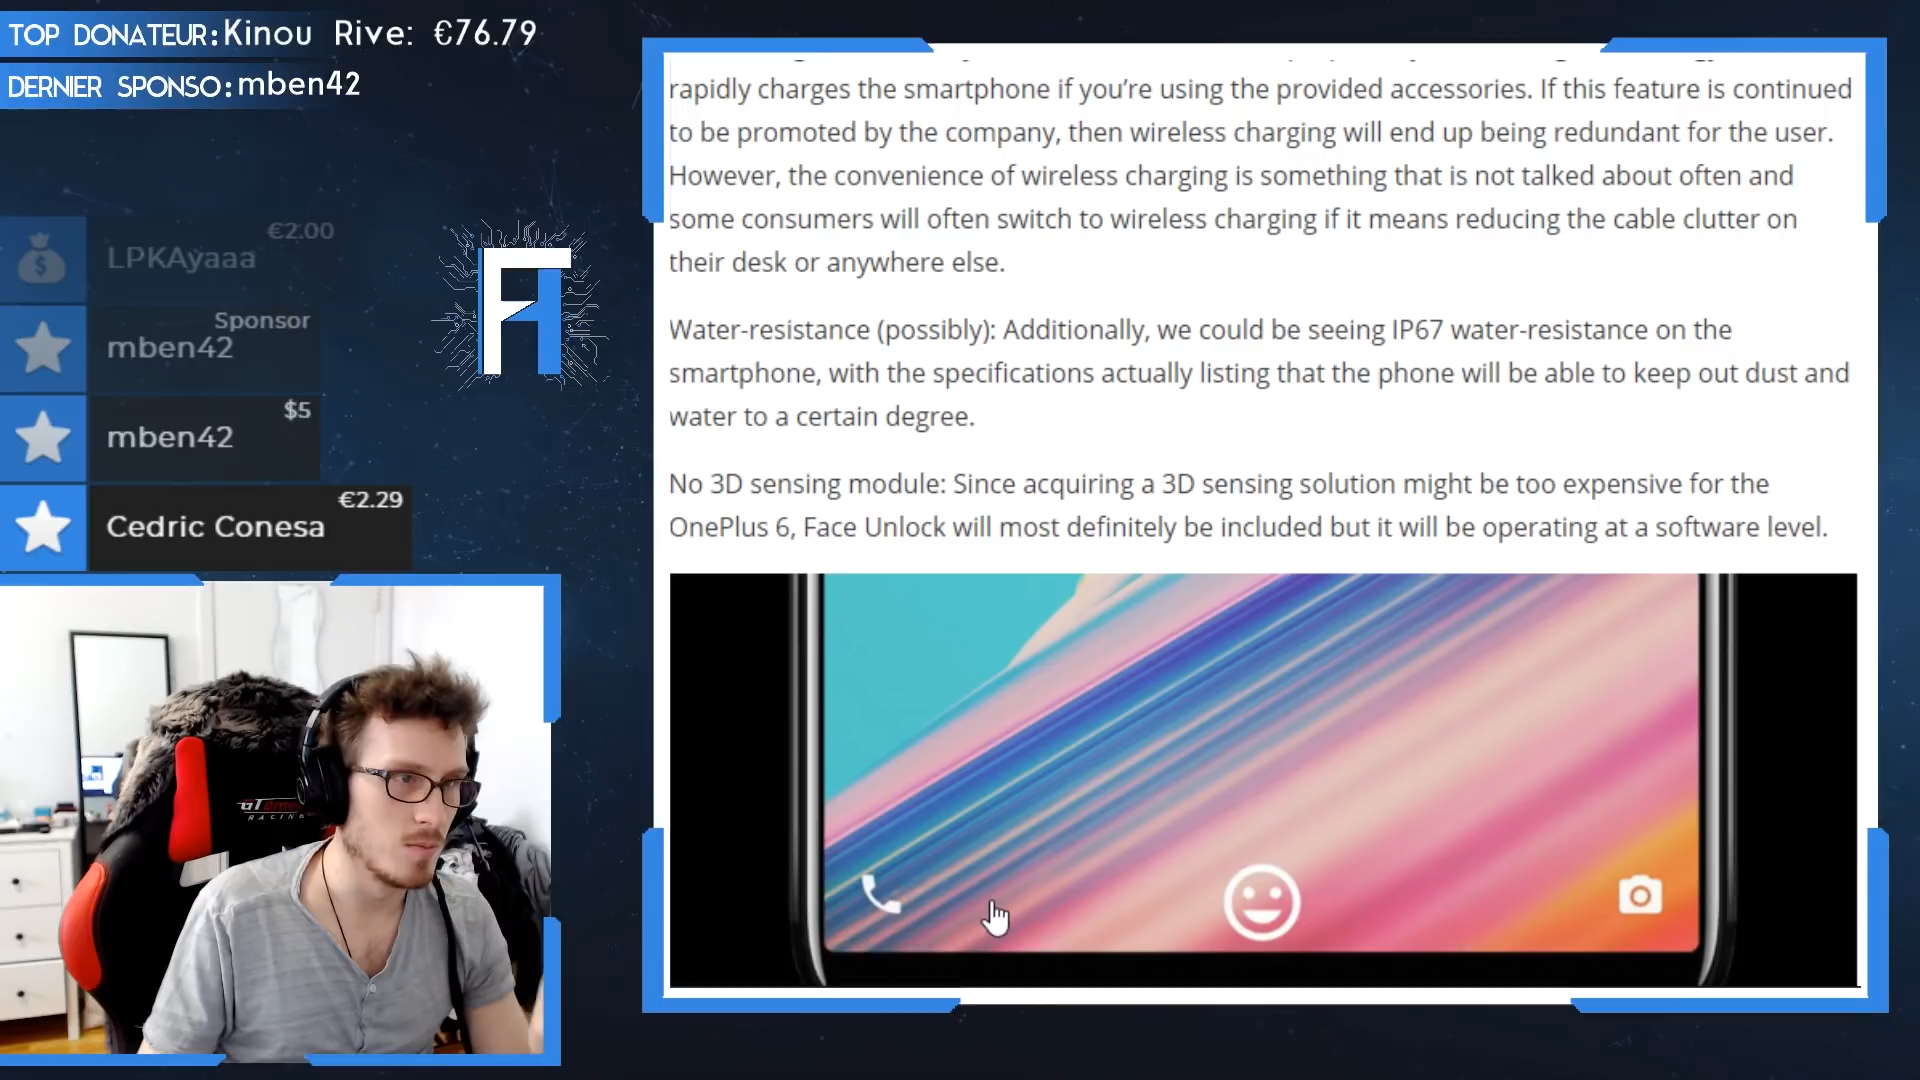 TOP DONATEUR: Kinou Rive: €76.79
DERNIER SPONSO: mben42
€2.00
LPKAyaaa
Sponsor
mben42
$5
mben42
€2.29
Cedric Conesa
rapidly charges the smartphone if you’re using the provided accessories. If this feature is continued
to be promoted by the company, then wireless charging will end up being redundant for the user.
However, the convenience of wireless charging is something that is not talked about often and
some consumers will often switch to wireless charging if it means reducing the cable clutter on
their desk or anywhere else.
Water-resistance (possibly): Additionally, we could be seeing IP67 water-resistance on the
smartphone, with the specifications actually listing that the phone will be able to keep out dust and
water to a certain degree.
No 3D sensing module: Since acquiring a 3D sensing solution might be too expensive for the
OnePlus 6, Face Unlock will most definitely be included but it will be operating at a software level.
RACING